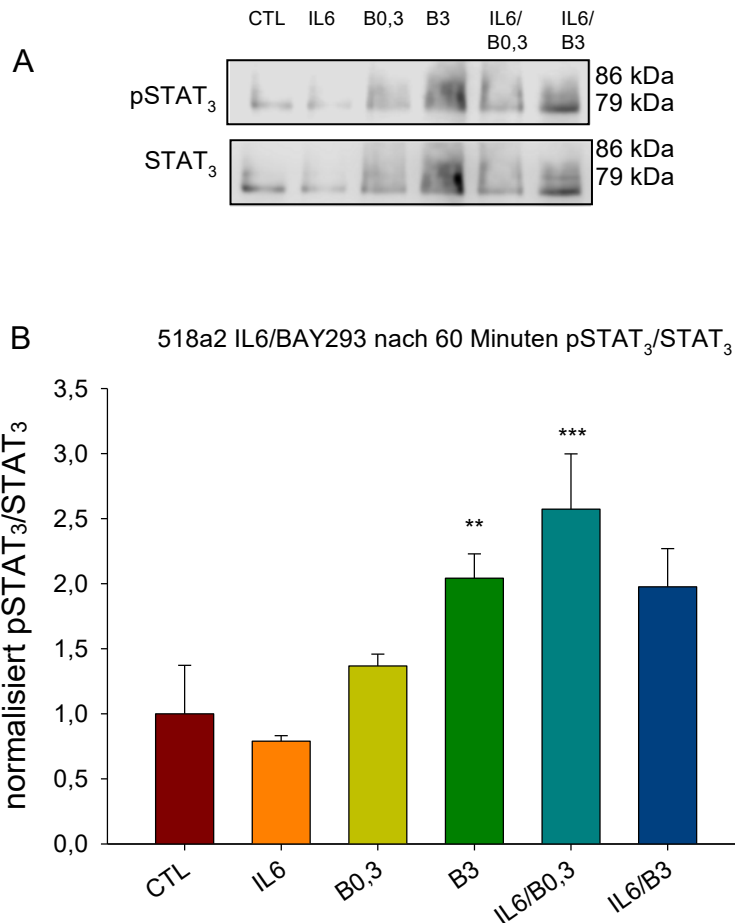 CTL IL6 B0,3 B3 IL6/ IL6/
B0,3 B3
A
pSTAT3
86 kDa
79 kDa
STAT3
86 kDa
79 kDa
B
518a2 IL6/BAY293 nach 60 Minuten pSTAT3/STAT3
normalisiert pSTAT3/STAT3
3,5
3,0
2,5
2,0
1,5
1,0
0,5
0,0
**
***
CTL
IL6
B0,3
B3
IL6/B0,3
IL6/B3